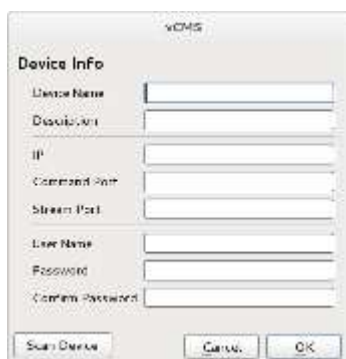 vCMS
Device Info
Device Name
Description
IP
Command Port
Stream Port
User Name
Password
Confirm Password
Scan Device Cancel OK